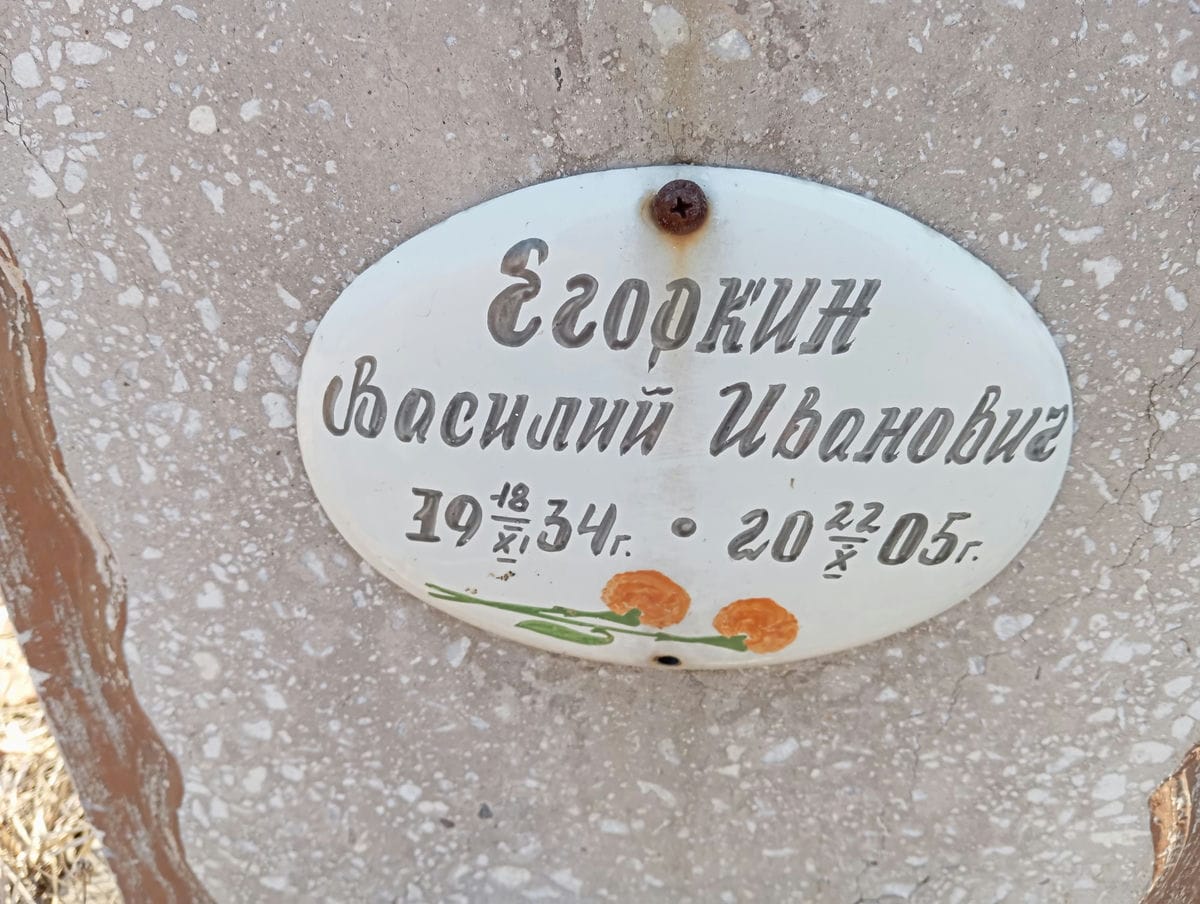 Егоркин
Василий Иванович
19 18/XI 34г. • 20 22/X 05г.